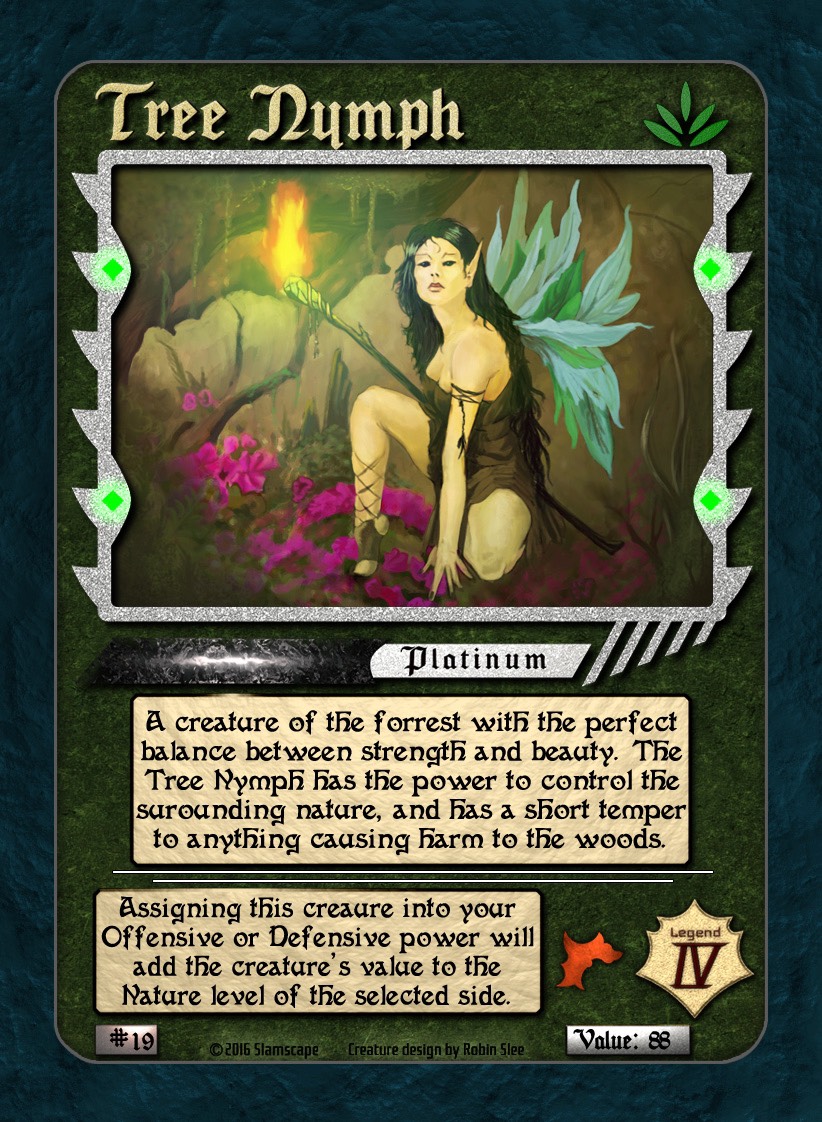 Tree Nymph
Platinum
A creature of the forrest with the perfect
balance between strength and beauty. The
Tree Nymph has the power to control the
surounding nature, and has a short temper
to anything causing harm to the woods.
Assigning this creaure into your
Offensive or Defensive power will
add the creature's value to the
Nature level of the selected side.
Legend
IV
#19
© 2016 Slamscape
Creature design by Robin Slee
Value: 88